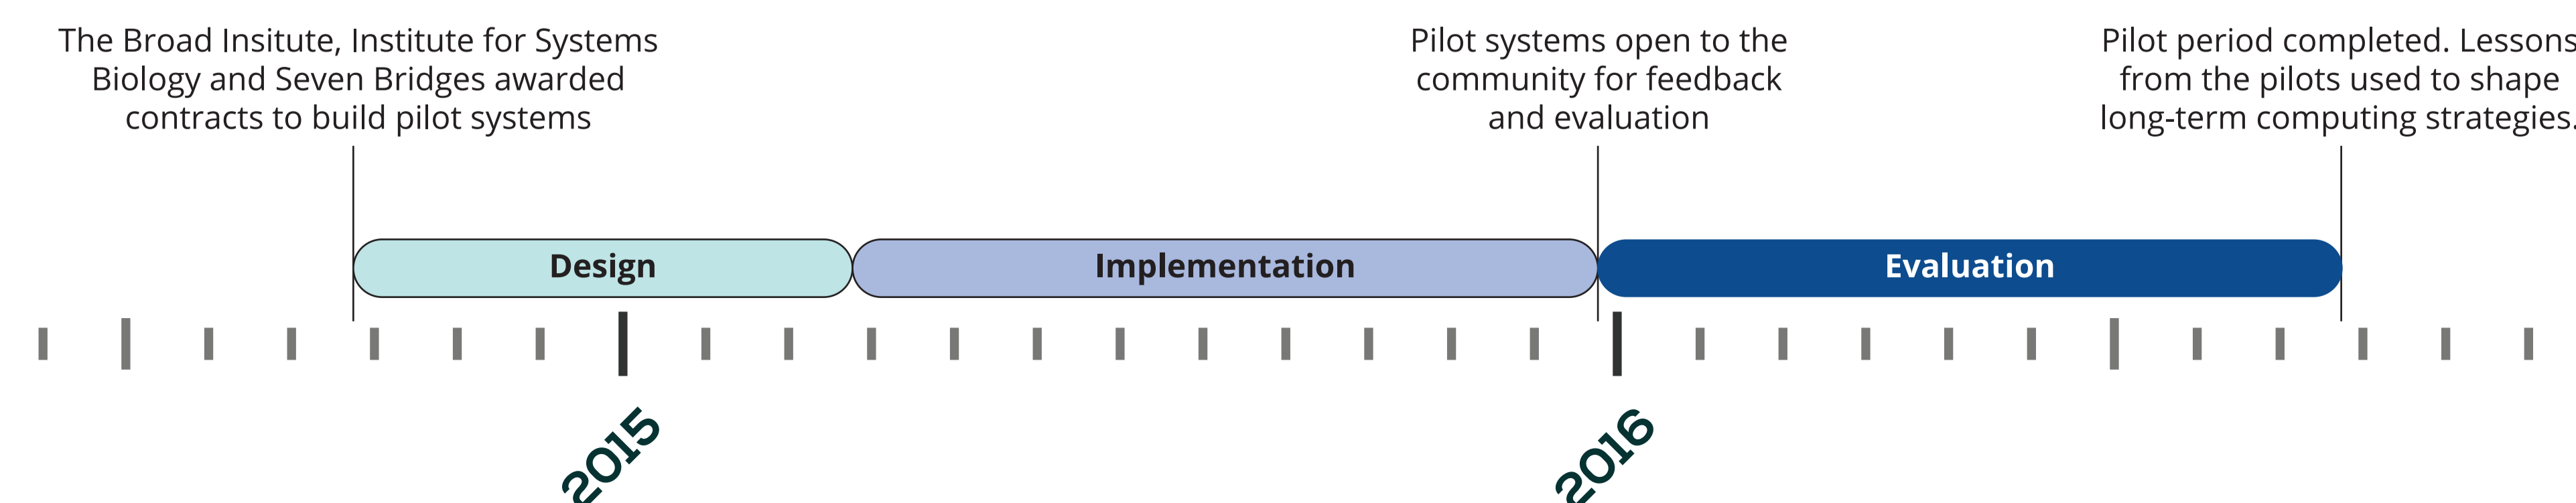 The Broad Insitute, Institute for Systems
Biology and Seven Bridges awarded
contracts to build pilot systems
Pilot systems open to the
community for feedback
and evaluation
Pilot period completed. Lessons
from the pilots used to shape
long-term computing strategies.
Design
Implementation
Evaluation
2015
2016